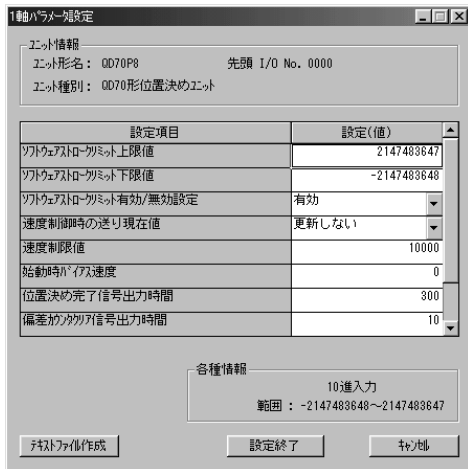 1軸パラメータ設定
ユニット情報
ユニット形名： QD70P8 先頭 I/O No. 0000
ユニット種別： QD70形位置決めユニット
設定項目 設定(値)
ソフトウェアストロークリミット上限値 2147483647
ソフトウェアストロークリミット下限値 -2147483648
ソフトウェアストロークリミット有効/無効設定 有効
速度制御時の送り現在値 更新しない
速度制限値 10000
始動時バイアス速度 0
位置決め完了信号出力時間 300
偏差カウンタクリア信号出力時間 10
各種情報
10進入力
範囲 : -2147483648～2147483647
テキストファイル作成 設定終了 キャンセル